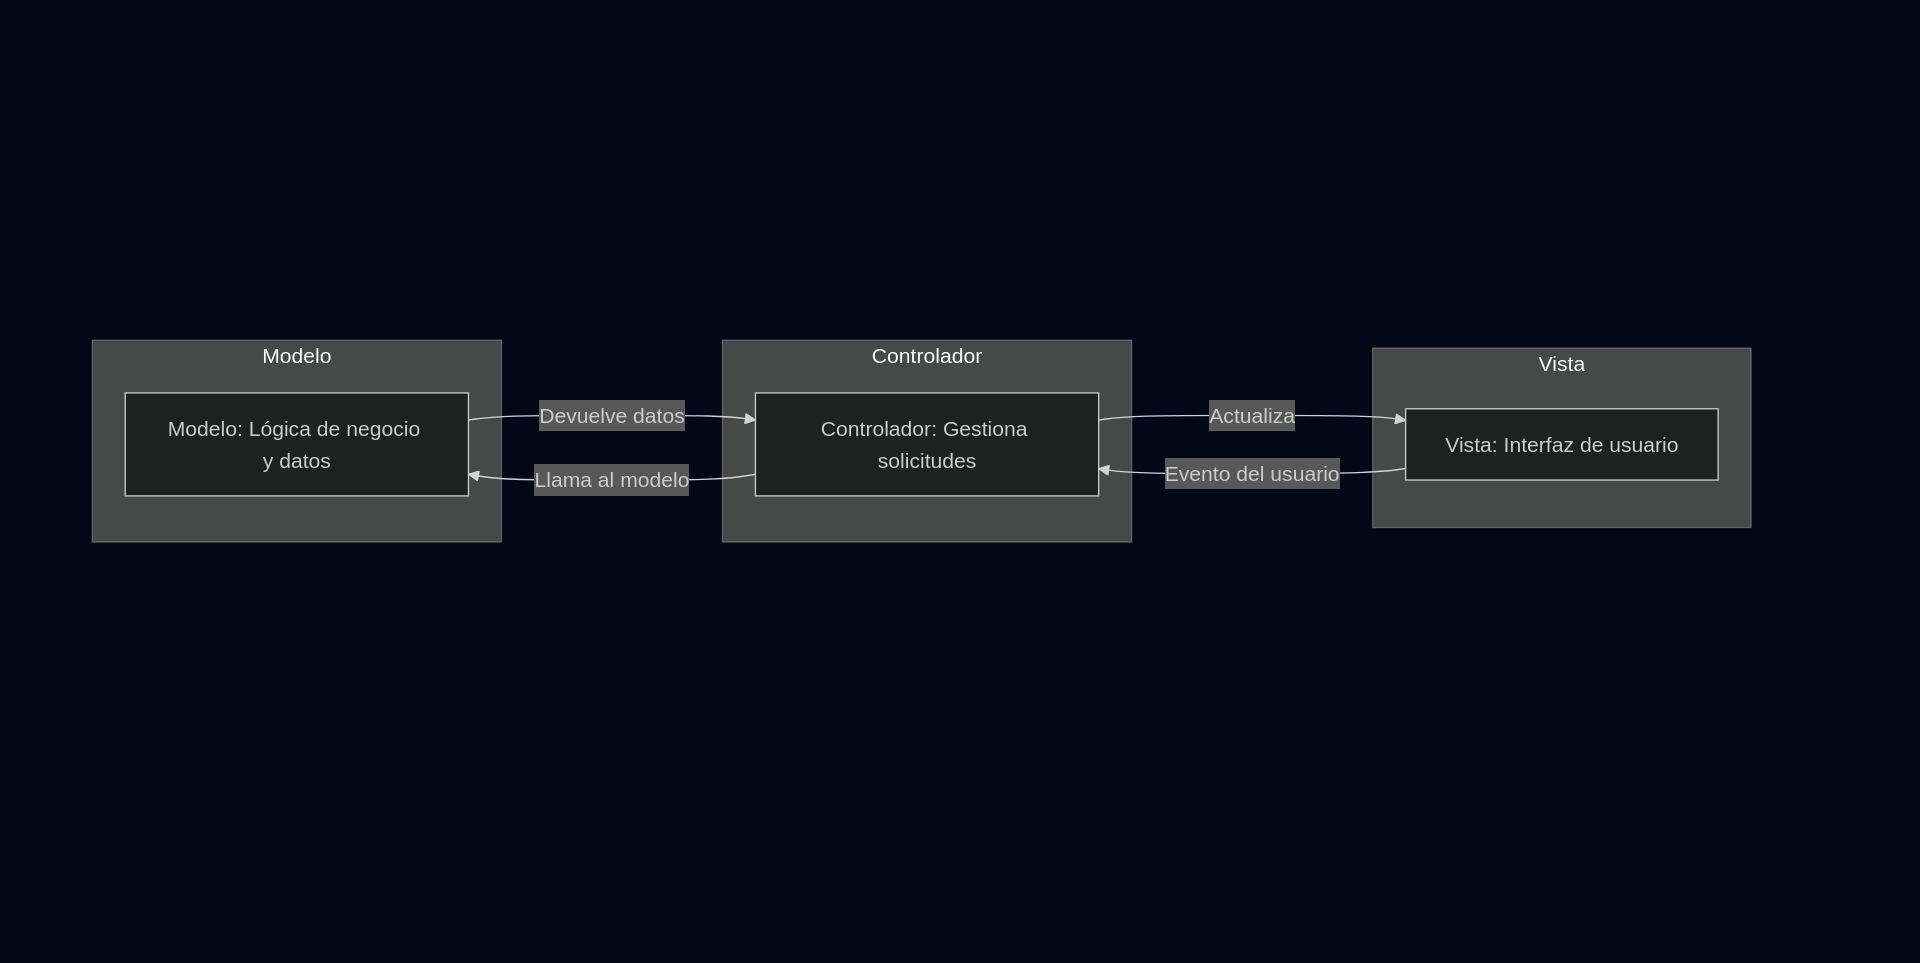 Modelo
Modelo: Lógica de negocio
y datos
Devuelve datos
Llama al modelo
Controlador
Controlador: Gestiona
solicitudes
Actualiza
Evento del usuario
Vista
Vista: Interfaz de usuario